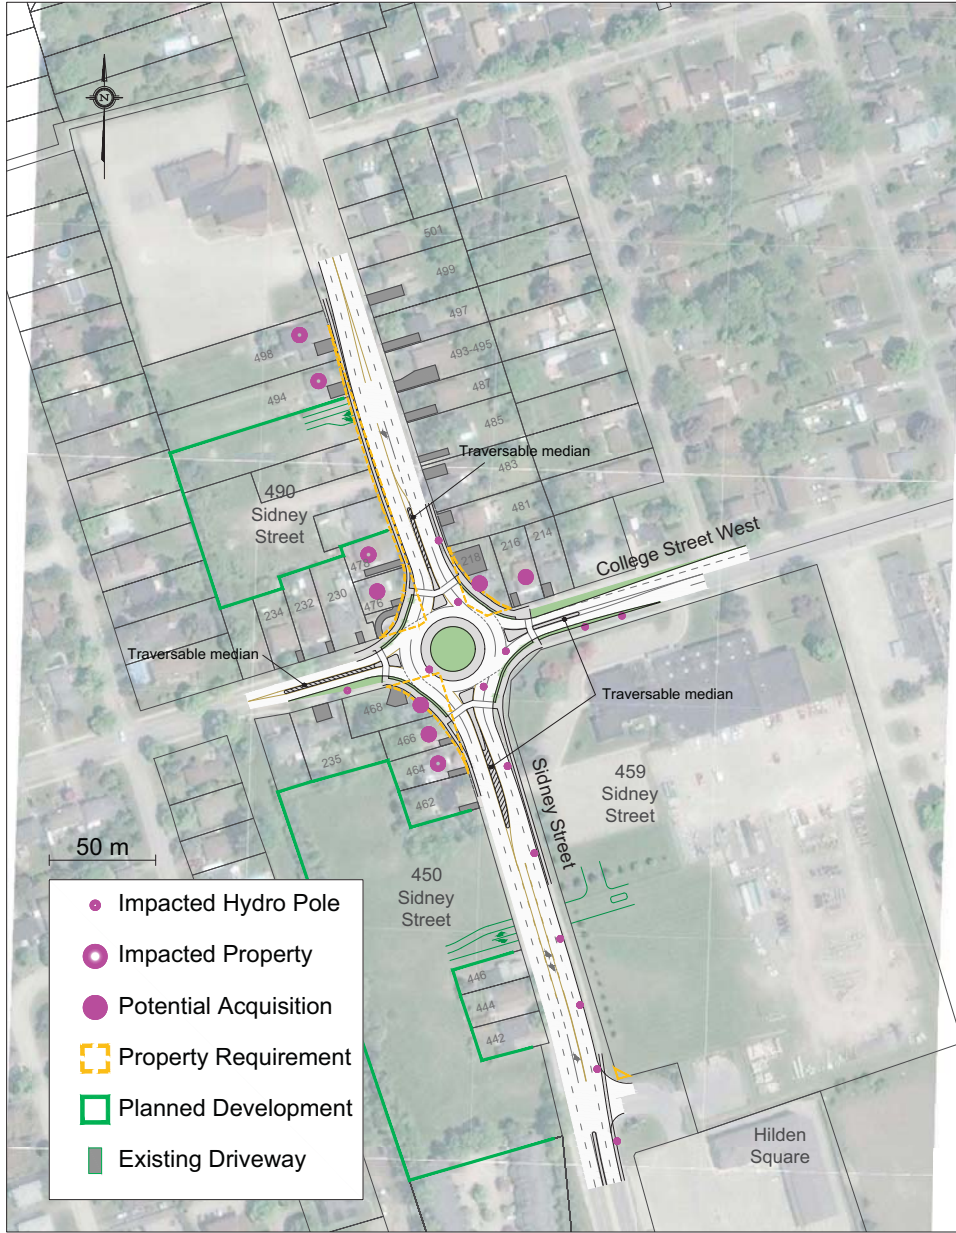 N
501
499
497
493-495
498
487
494
485
Traversable median
483
490
Sidney
Street
481
College Street West
214
216
218
478
230
476
232
234
Traversable median
Traversable median
468
466
235
464
Sidney Street
459
Sidney
Street
462
50 m
450
Sidney
Street
Impacted Hydro Pole
Impacted Property
446
Potential Acquisition
444
442
Property Requirement
Planned Development
Hilden
Square
Existing Driveway